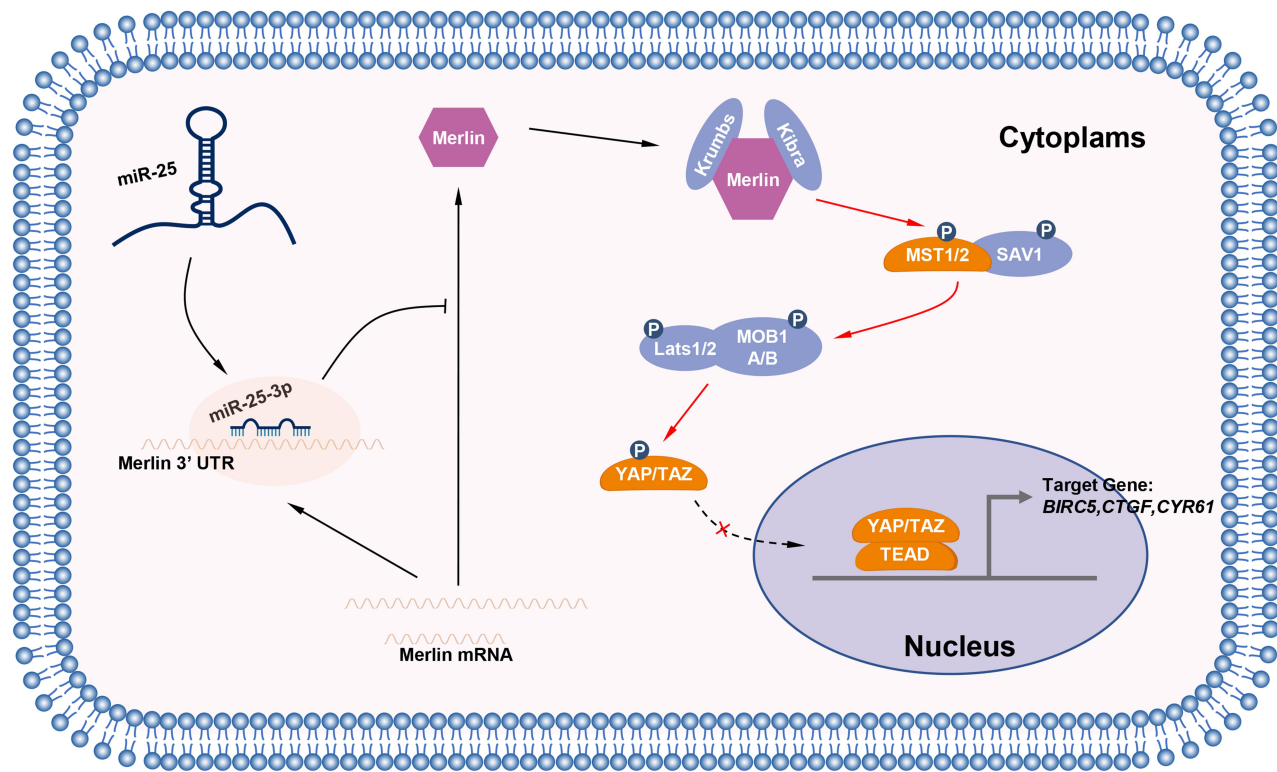 miR-25
Merlin
Krumbs
Kibra
Merlin
Cytoplams
P
P
MST1/2
SAV1
P
P
Lats1/2
MOB1
A/B
miR-25-3p
Merlin 3' UTR
P
YAP/TAZ
Target Gene:
BIRC5,CTGF,CYR61
YAP/TAZ
TEAD
Nucleus
Merlin mRNA